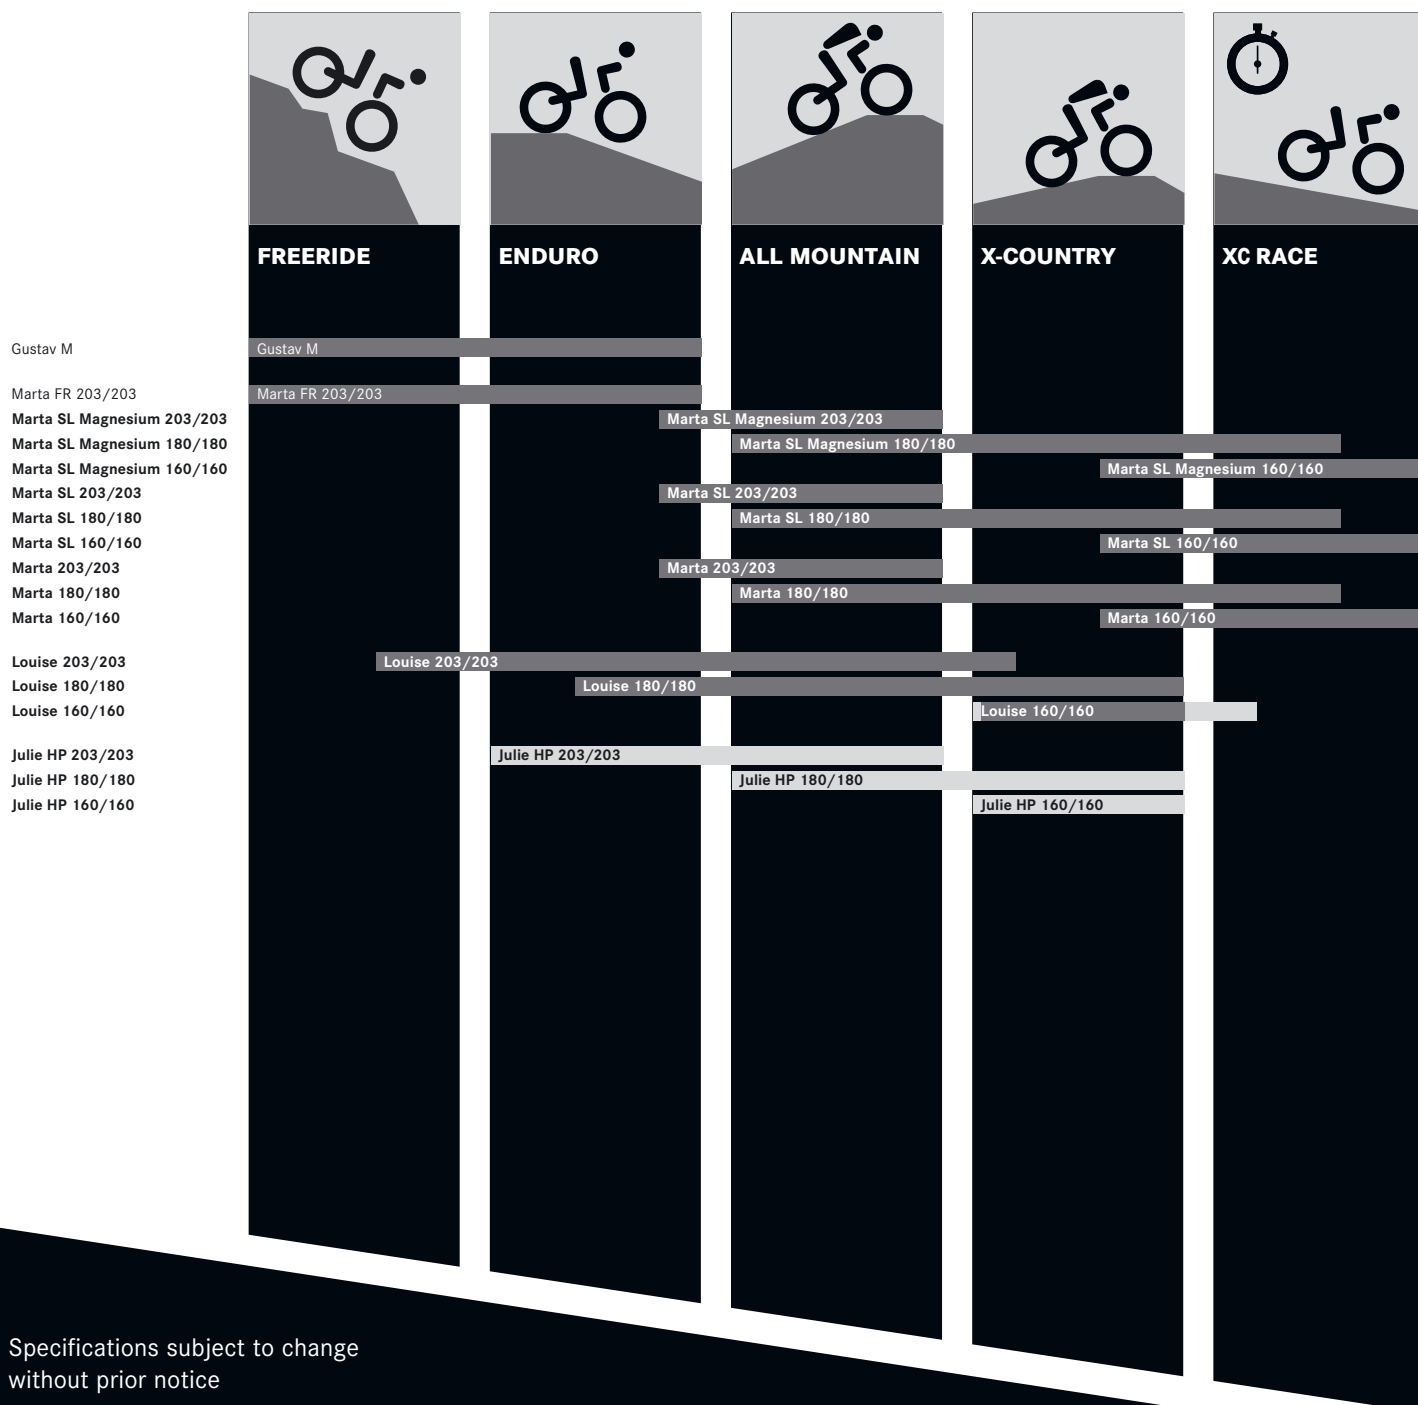 FREERIDE ENDURO ALL MOUNTAIN X-COUNTRY XC RACE
Gustav M Gustav M
Marta FR 203/203 Marta FR 203/203
Marta SL Magnesium 203/203 Marta SL Magnesium 203/203
Marta SL Magnesium 180/180 Marta SL Magnesium 180/180
Marta SL Magnesium 160/160 Marta SL Magnesium 160/160
Marta SL 203/203 Marta SL 203/203
Marta SL 180/180 Marta SL 180/180
Marta SL 160/160 Marta SL 160/160
Marta 203/203 Marta 203/203
Marta 180/180 Marta 180/180
Marta 160/160 Marta 160/160
Louise 203/203 Louise 203/203
Louise 180/180 Louise 180/180
Louise 160/160 Louise 160/160
Julie HP 203/203 Julie HP 203/203
Julie HP 180/180 Julie HP 180/180
Julie HP 160/160 Julie HP 160/160
Specifications subject to change
without prior notice